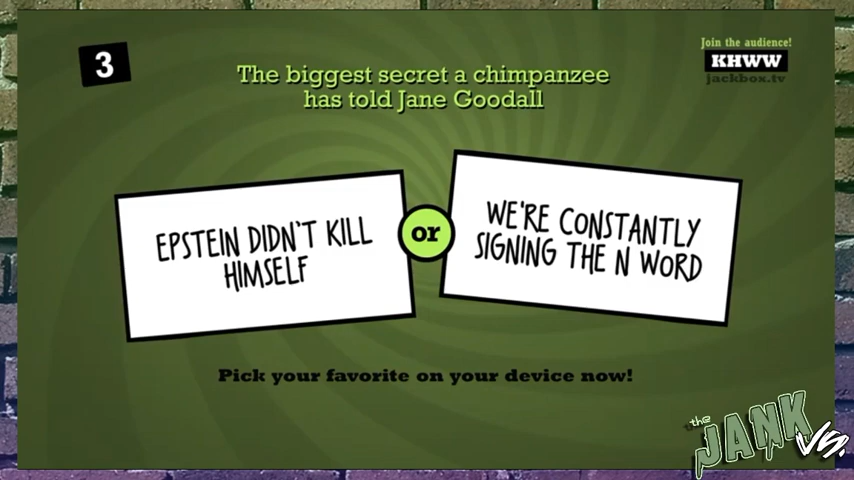 3
Join the audience!
KHWW
jackbox.tv
The biggest secret a chimpanzee
has told Jane Goodall
EPSTEIN DIDN'T KILL
HIMSELF
or
WE'RE CONSTANTLY
SIGNING THE N WORD
Pick your favorite on your device now!
the
JANK
VS.